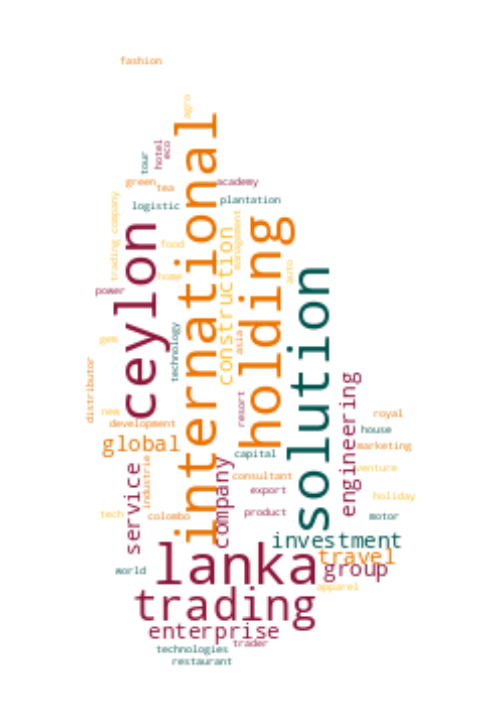 fashion
agro
international
hotel
eco
tour
green
tea
academy
logistic
plantation
trading company
ceylon
food
construction
management
holding
home
auto
power
solution
technology
asia
gem
distributor
resort
engineering
new
development
royal
house
global
capital
marketing
service
industrie
company
consultant
venture
export
holiday
tech
colombo
product
motor
investment
lanka
travel
world
group
apparel
trading
enterprise
trader
technologies
restaurant